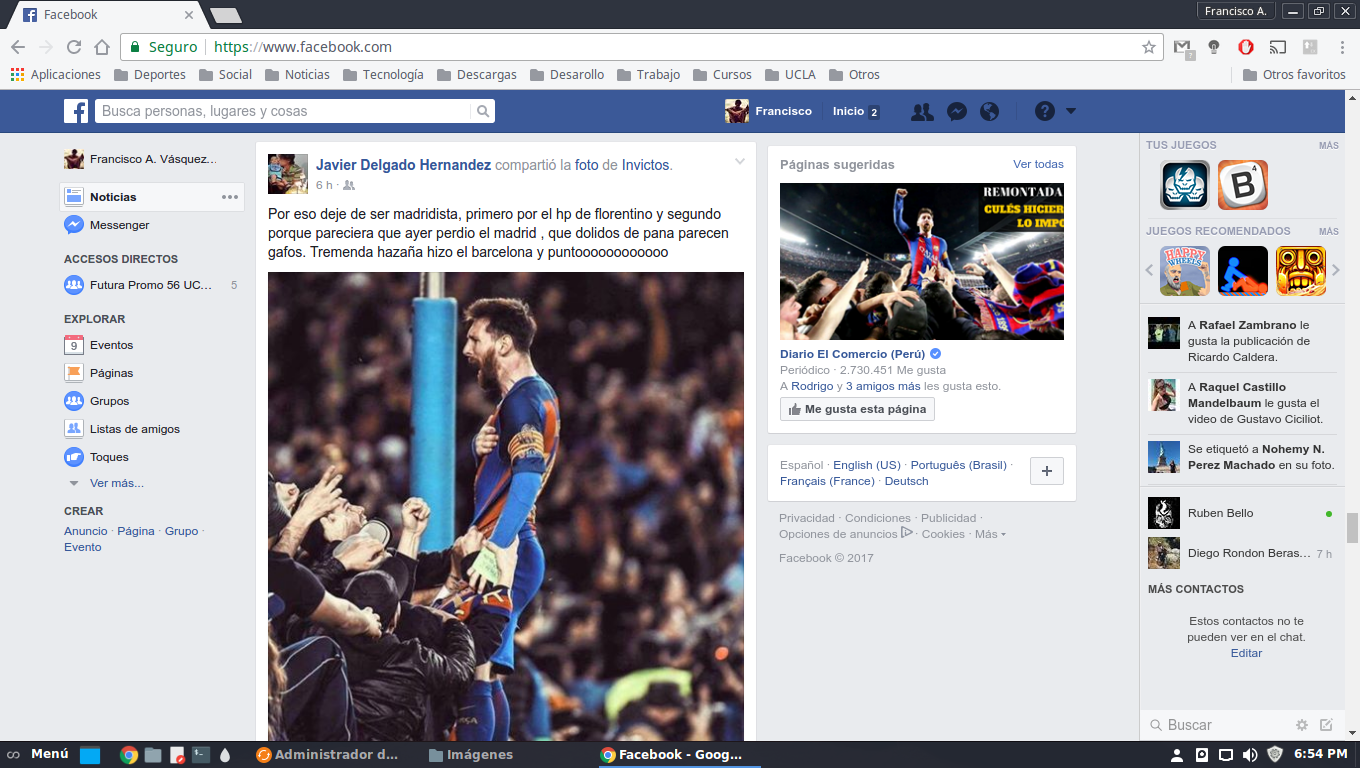 Facebook
Francisco A.
Seguro
https://www.facebook.com
Aplicaciones
Deportes
Social
Noticias
Tecnología
Descargas
Desarollo
Trabajo
Cursos
UCLA
Otros
Otros favoritos
Busca personas, lugares y cosas
Francisco
Inicio 2
Francisco A. Vásquez...
Noticias
Messenger
ACCESOS DIRECTOS
Futura Promo 56 UC... 5
EXPLORAR
9 Eventos
Páginas
Grupos
Listas de amigos
Toques
Ver más...
CREAR
Anuncio · Página · Grupo ·
Evento
Javier Delgado Hernandez compartió la foto de Invictos.
6 h ·
Por eso deje de ser madridista, primero por el hp de florentino y segundo
porque pareciera que ayer perdio el madrid , que dolidos de pana parecen
gafos. Tremenda hazaña hizo el barcelona y puntoooooooooooo
Páginas sugeridas
Ver todas
REMONTADA
CULÉS HICIER
LO IMPO
Diario El Comercio (Perú)
Periódico · 2.730.451 Me gusta
A Rodrigo y 3 amigos más les gusta esto.
Me gusta esta página
Español · English (US) · Português (Brasil) ·
Français (France) · Deutsch
Privacidad · Condiciones · Publicidad ·
Opciones de anuncios · Cookies · Más
Facebook © 2017
TUS JUEGOS
MÁS
B 4
JUEGOS RECOMENDADOS
MÁS
HAPPY
WHEELS
A Rafael Zambrano le
gusta la publicación de
Ricardo Caldera.
A Raquel Castillo
Mandelbaum le gusta el
video de Gustavo Ciciliot.
Se etiquetó a Nohemy N.
Perez Machado en su foto.
Ruben Bello
Diego Rondon Beras... 7 h
MÁS CONTACTOS
Estos contactos no te
pueden ver en el chat.
Editar
Buscar
Menú
Administrador d...
Imágenes
Facebook - Goog...
6:54 PM